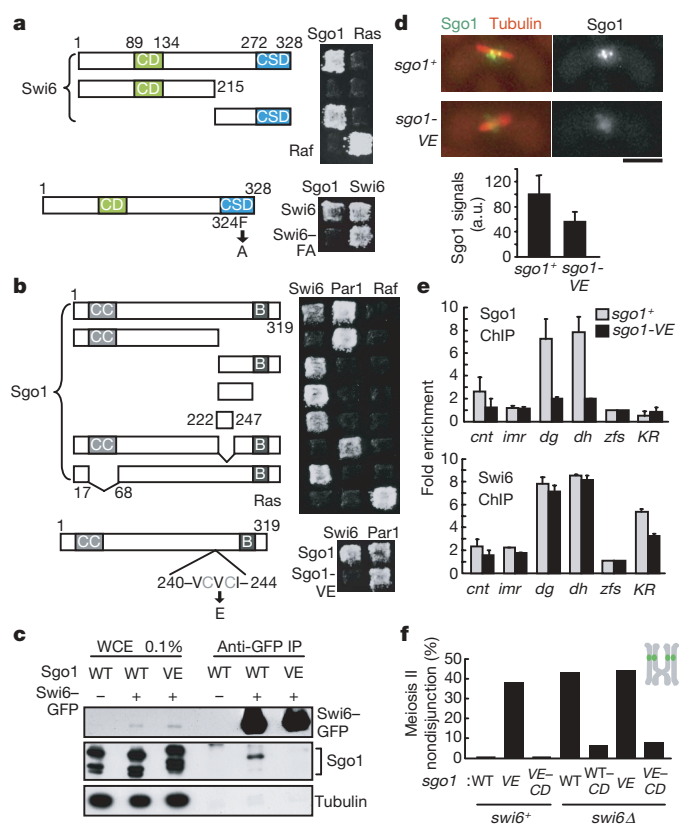 a
1 89 134 272 328
CD CSD
Swi6
CD 215
CSD
Sgo1 Ras
Raf
1 328
CD CSD
324F
A
Sgo1 Swi6
Swi6
Swi6–
FA
b
1
CC B
319
CC
B
Sgo1
222 247
CC B
B
17 68
Ras
Swi6 Par1 Raf
1 319
CC B
240–VCVCI–244
E
Swi6 Par1
Sgo1
Sgo1-
VE
c
WCE 0.1% Anti-GFP IP
Sgo1 WT WT VE WT WT VE
Swi6–
GFP
– + + – + +
Swi6–
GFP
Sgo1
Tubulin
d
Sgo1 Tubulin Sgo1
sgo1+
sgo1-
VE
Sgo1 signals
(a.u.)
120
80
40
0
sgo1+ sgo1-
VE
e
Fold enrichment
10
8
6
4
2
0
Sgo1
ChIP
sgo1+
sgo1-VE
cnt imr dg dh zfs KR
10
8
6
4
2
0
Swi6
ChIP
cnt imr dg dh zfs KR
f
Meiosis II
nondisjunction (%)
50
40
30
20
10
0
sgo1 :WT VE VE–
CD
WT WT–
CD
VE VE–
CD
swi6+ swi6Δ